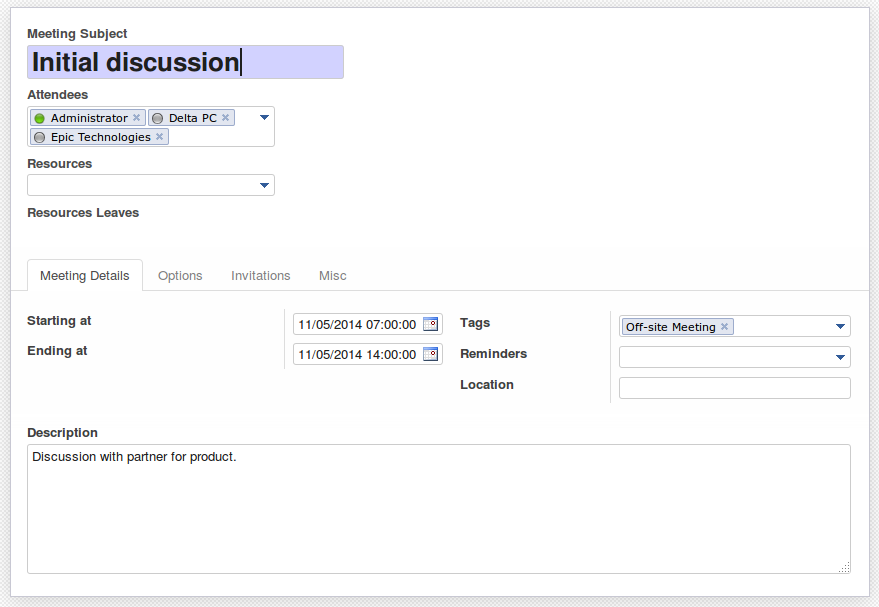 Meeting Subject
Initial discussion
Attendees
Administrator Delta PC
Epic Technologies
Resources
Resources Leaves
Meeting Details Options Invitations Misc
Starting at 11/05/2014 07:00:00
Ending at 11/05/2014 14:00:00
Tags Off-site Meeting
Reminders
Location
Description
Discussion with partner for product.